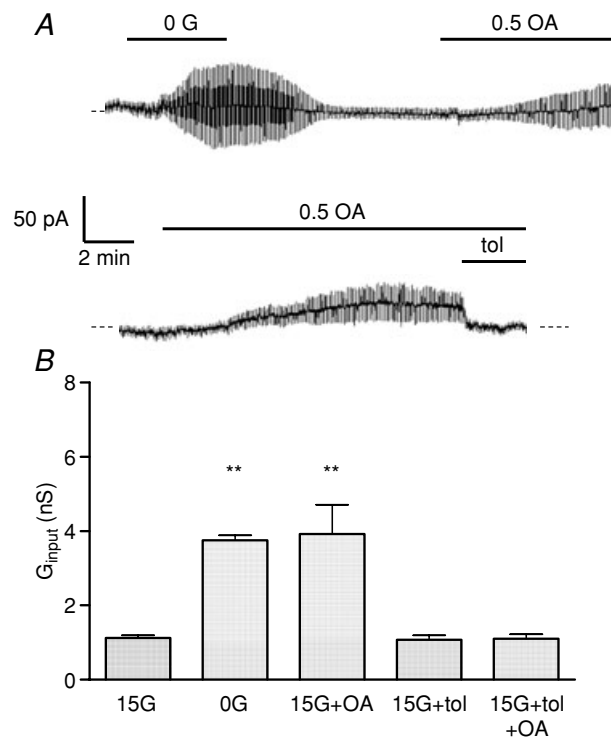 A
0 G
0.5 OA
50 pA
2 min
0.5 OA
tol
B
8
6
4
2
0
G_input (nS)
**
**
15G
0G
15G+OA
15G+tol
15G+tol
+OA